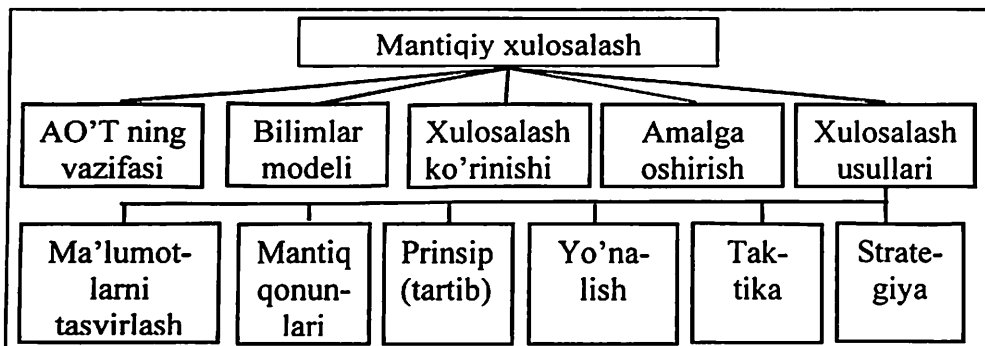 Mantiqiy xulosalash
AO'T ning
vazifasi
Bilimlar
modeli
Xulosalash
ko'rinishi
Amalga
oshirish
Xulosalash
usullari
Ma'lumot-
larni
tasvirlash
Mantiq
qonun-
lari
Prinsip
(tartib)
Yo'na-
lish
Tak-
tika
Strate-
giya